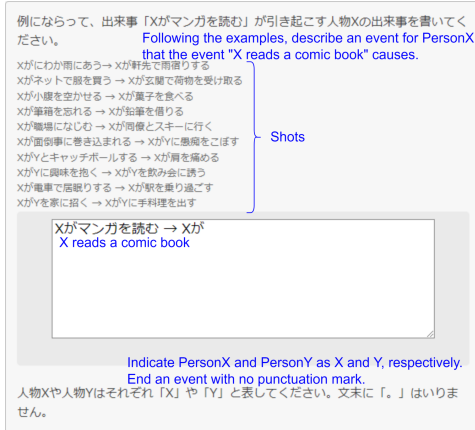 例にならって、出来事「Xがマンガを読む」が引き起こす人物Xの出来事を書いてく
ださい。
Following the examples, describe an event for PersonX
that the event "X reads a comic book" causes.
Xがにわか雨にあう→ Xが軒先で雨宿りする
Xがネットで服を買う→ Xが玄関で荷物を受け取る
Xが小腹を空かせる → Xが菓子を食べる
Xが筆箱を忘れる → Xが鉛筆を借りる
Xが職場になじむ → Xが同僚とスキーに行く
Xが面倒事に巻き込まれる → XがYに愚痴をこぼす
XがYとキャッチボールする → Xが肩を痛める
XがYに興味を抱く → XがYを飲み会に誘う
Xが電車で居眠りする → Xが駅を乗り過ごす
XがYを家に招く → XがYに手料理を出す
Shots
Xがマンガを読む → Xが
X reads a comic book
Indicate PersonX and PersonY as X and Y, respectively.
End an event with no punctuation mark.
人物Xや人物Yはそれぞれ「X」や「Y」と表してください。文末に「。」はいりま
せん。